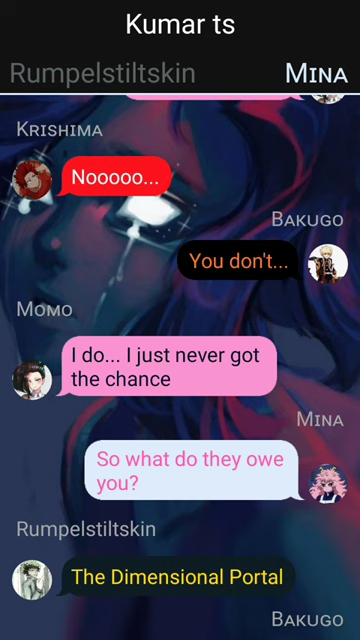 Kumar ts
Rumpelstiltskin
Mina
Krishima
Nooooo...
Bakugo
You don't...
Momo
I do... I just never got
the chance
Mina
So what do they owe
you?
Rumpelstiltskin
The Dimensional Portal
Bakugo